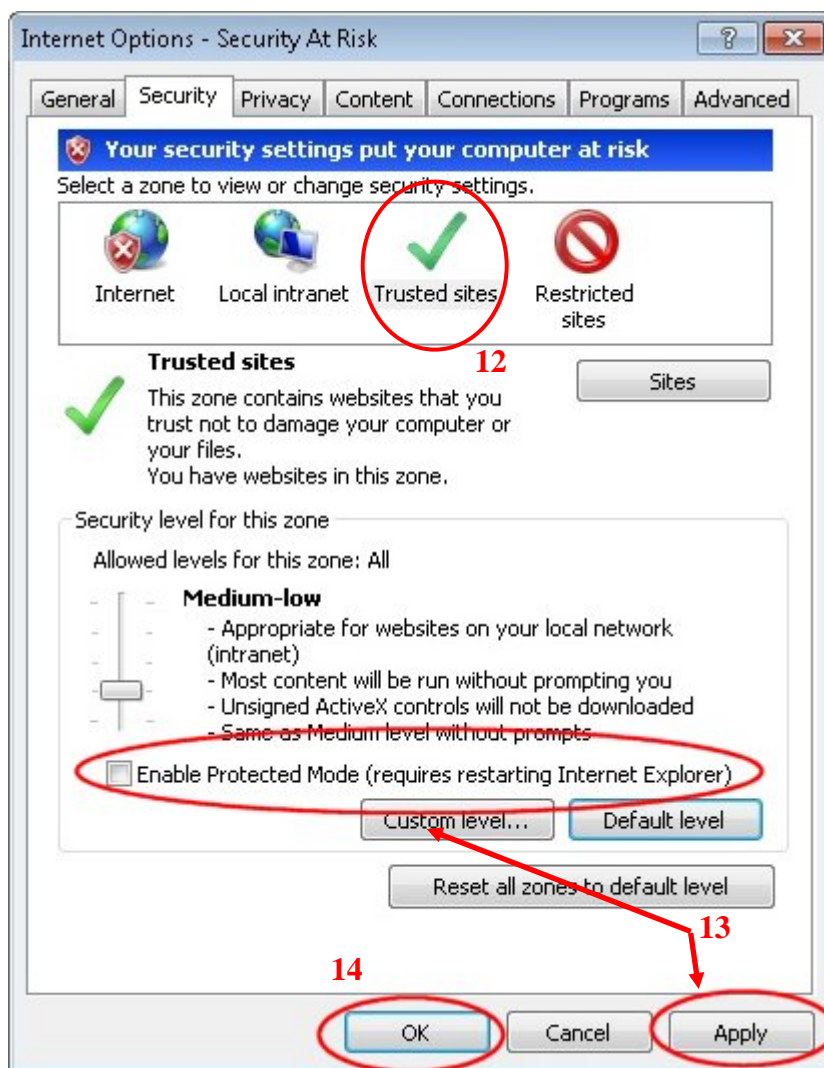 Internet Options - Security At Risk
General Security Privacy Content Connections Programs Advanced
Your security settings put your computer at risk
Select a zone to view or change security settings.
Internet Local intranet Trusted sites Restricted
sites
12
Trusted sites
Sites
This zone contains websites that you
trust not to damage your computer or
your files.
You have websites in this zone.
Security level for this zone
Allowed levels for this zone: All
Medium-low
- Appropriate for websites on your local network
(intranet)
- Most content will be run without prompting you
- Unsigned ActiveX controls will not be downloaded
- Same as Medium level without prompts
Enable Protected Mode (requires restarting Internet Explorer)
Custom level... Default level
Reset all zones to default level
13
14
OK Cancel Apply